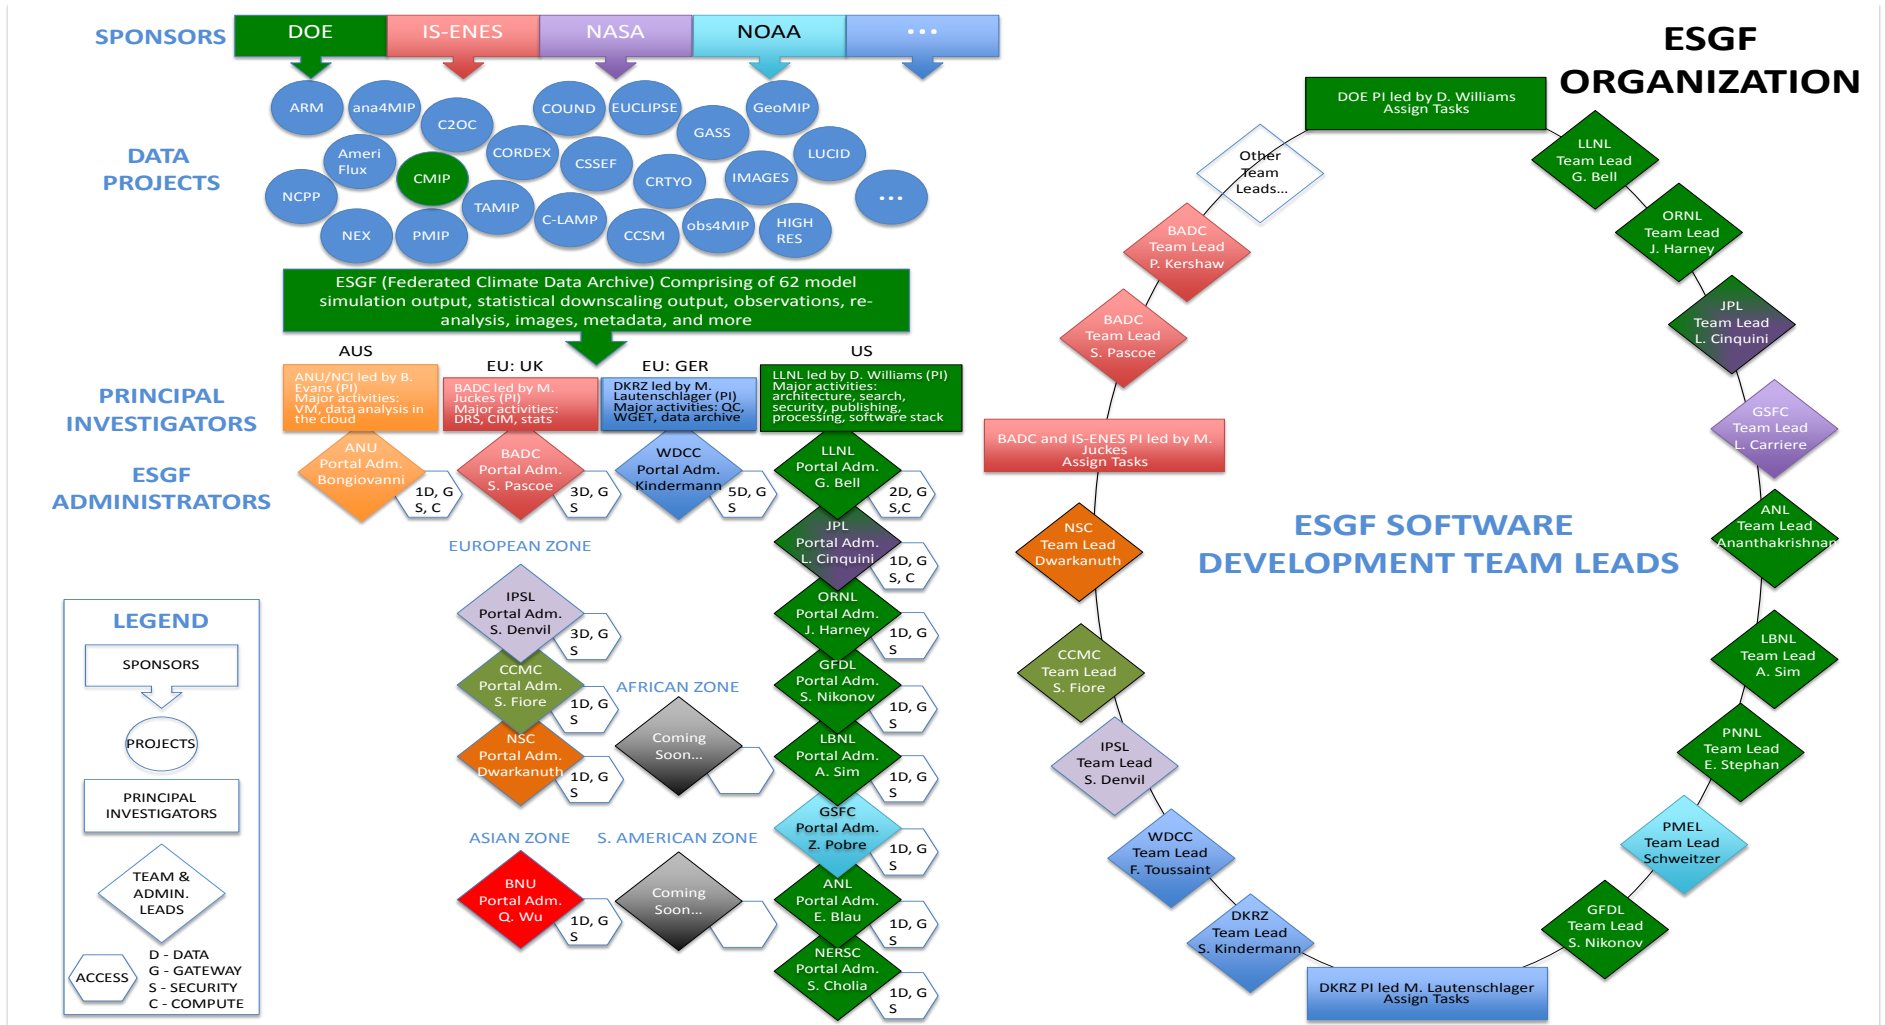 SPONSORS
DOE
IS-ENES
NASA
NOAA
...
ESGF
ORGANIZATION
DATA
PROJECTS
ARM
ana4MIP
C2OC
COUND
EUCLIPSE
GeoMIP
GASS
Ameri
Flux
CMIP
CORDEX
CSSEF
CRTYO
IMAGES
LUCID
NCPP
TAMIP
C-LAMP
obs4MIP
...
NEX
PMIP
CCSM
HIGH
RES
ESGF (Federated Climate Data Archive) Comprising of 62 model
simulation output, statistical downscaling output, observations, re-
analysis, images, metadata, and more
PRINCIPAL
INVESTIGATORS
AUS
ANU/NCI led by B.
Evans (PI)
Major activities:
VM, data analysis in
the cloud
EU: UK
BADC led by M.
Juckes (PI)
Major activities:
DRS, CIM, stats
EU: GER
DKRZ led by M.
Lautenschlager (PI)
Major activities: QC,
WGET, data archive
US
LLNL led by D. Williams (PI)
Major activities:
architecture, search,
security, publishing,
processing, software stack
ESGF
ADMINISTRATORS
ANU
Portal Adm.
Bongiovanni
1D, G
S, C
BADC
Portal Adm.
S. Pascoe
3D, G
S
WDCC
Portal Adm.
Kindermann
5D, G
S
LLNL
Portal Adm.
G. Bell
2D, G
S,C
JPL
Portal Adm.
L. Cinquini
1D, G
S, C
ORNL
Portal Adm.
J. Harney
1D, G
S
GFDL
Portal Adm.
S. Nikonov
1D, G
S
LBNL
Portal Adm.
A. Sim
1D, G
S
GSFC
Portal Adm.
Z. Pobre
1D, G
S
ANL
Portal Adm.
E. Blau
1D, G
S
NERSC
Portal Adm.
S. Cholia
1D, G
S
EUROPEAN ZONE
IPSL
Portal Adm.
S. Denvil
3D, G
S
CCMC
Portal Adm.
S. Fiore
1D, G
S
NSC
Portal Adm.
Dwarkanuth
1D, G
S
AFRICAN ZONE
Coming
Soon...
ASIAN ZONE
BNU
Portal Adm.
Q. Wu
1D, G
S
S. AMERICAN ZONE
Coming
Soon...
LEGEND
SPONSORS
PROJECTS
PRINCIPAL
INVESTIGATORS
TEAM &
ADMIN.
LEADS
ACCESS
D - DATA
G - GATEWAY
S - SECURITY
C - COMPUTE
ESGF SOFTWARE
DEVELOPMENT TEAM LEADS
DOE PI led by D. Williams
Assign Tasks
LLNL
Team Lead
G. Bell
ORNL
Team Lead
J. Harney
JPL
Team Lead
L. Cinquini
GSFC
Team Lead
L. Carriere
ANL
Team Lead
Ananthakrishnan
LBNL
Team Lead
A. Sim
PNNL
Team Lead
E. Stephan
PMEL
Team Lead
Schweitzer
GFDL
Team Lead
S. Nikonov
DKRZ PI led M. Lautenschlager
Assign Tasks
DKRZ
Team Lead
S. Kindermann
WDCC
Team Lead
F. Toussaint
IPSL
Team Lead
S. Denvil
CCMC
Team Lead
S. Fiore
NSC
Team Lead
Dwarkanuth
BADC and IS-ENES PI led by M.
Juckes
Assign Tasks
BADC
Team Lead
S. Pascoe
BADC
Team Lead
P. Kershaw
Other
Team
Leads...